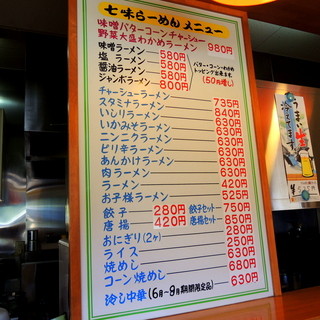 七味らーめん メニュー
味噌バターコーンチャーシュー
野菜大盛わかめラーメン 980円
味噌ラーメン 580円
塩 ラーメン 580円
醤油ラーメン 580円
ジャンボラーメン 800円
バター・コーン・わかめ
トッピング出来ます。
(50円増し)
チャーシューラーメン 735円
スタミナラーメン 840円
いしりラーメン 630円
いかみそラーメン 630円
ニンニクラーメン 630円
ピリ辛ラーメン 630円
あんかけラーメン 630円
肉ラーメン 630円
ラーメン 420円
お子様ラーメン 525円
餃子 280円 餃子セット 750円
唐揚 420円 唐揚セット 850円
おにぎり(2ヶ) 280円
ライス 250円
焼めし 630円
コーン焼めし 680円
冷し中華(6月~8月期間限定品) 630円